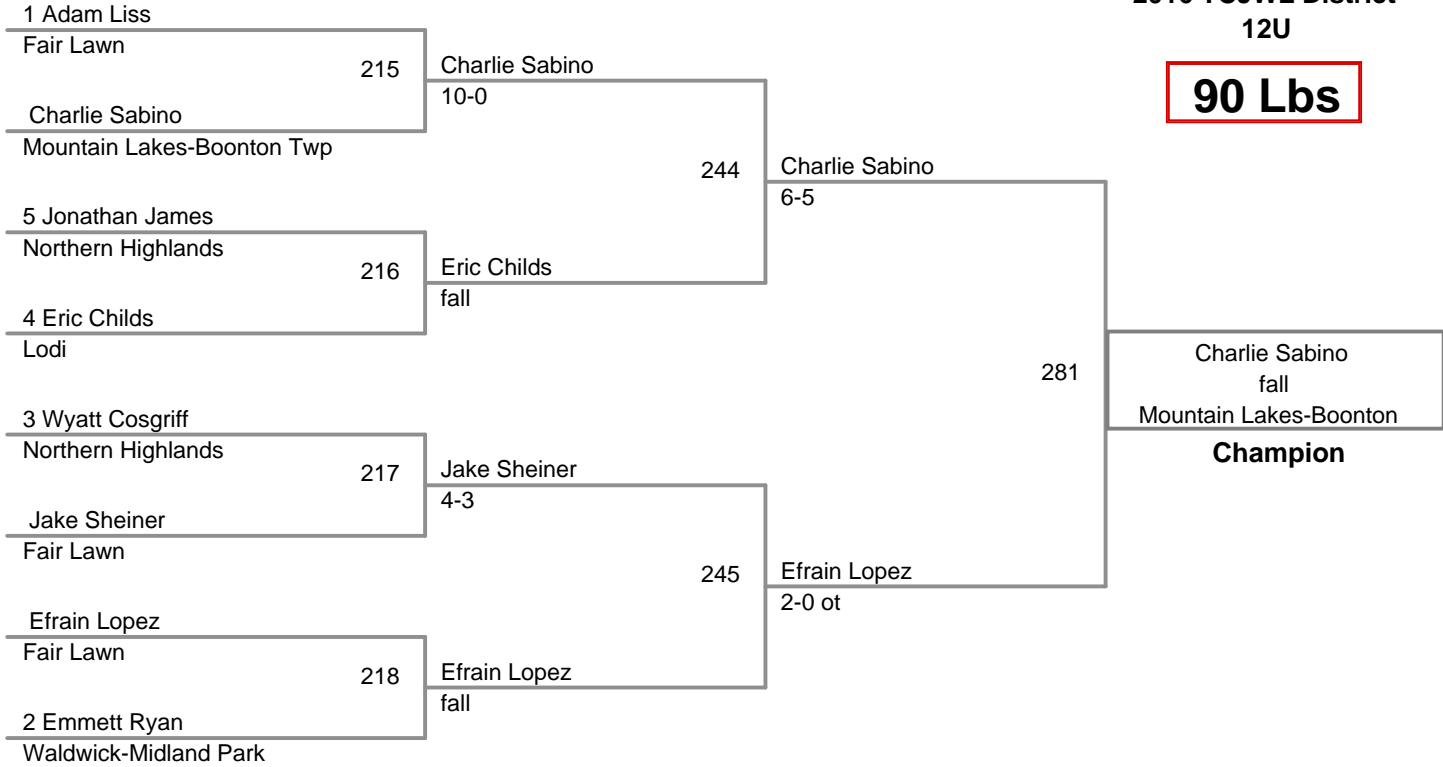 12U
90 Lbs
1 Adam Liss
Fair Lawn
215
Charlie Sabino
10-0
Charlie Sabino
Mountain Lakes-Boonton Twp
244
Charlie Sabino
6-5
5 Jonathan James
Northern Highlands
216
Eric Childs
fall
4 Eric Childs
Lodi
281
Charlie Sabino
fall
Mountain Lakes-Boonton
Champion
3 Wyatt Cosgriff
Northern Highlands
217
Jake Sheiner
4-3
Jake Sheiner
Fair Lawn
245
Efrain Lopez
2-0 ot
Efrain Lopez
Fair Lawn
218
Efrain Lopez
fall
2 Emmett Ryan
Waldwick-Midland Park